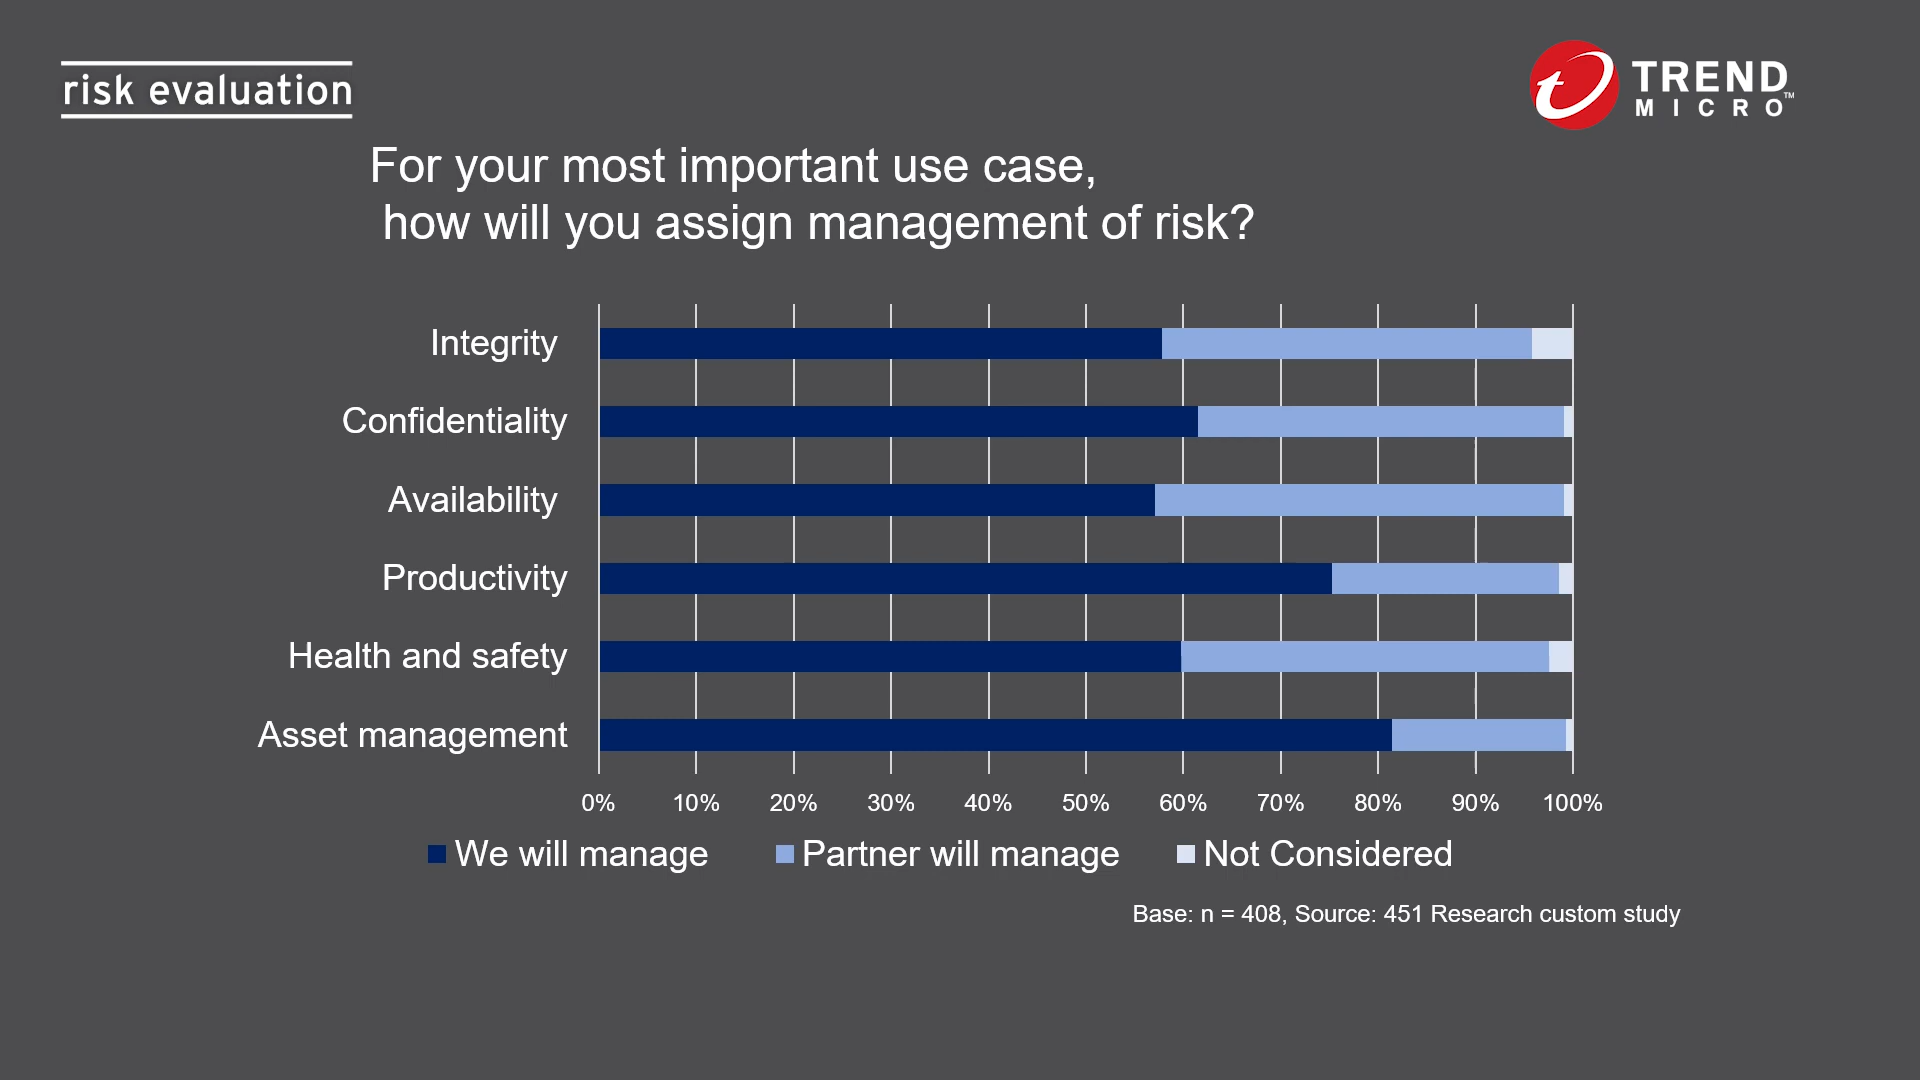 risk evaluation
TREND
MICRO™
For your most important use case,
how will you assign management of risk?
Integrity
Confidentiality
Availability
Productivity
Health and safety
Asset management
0% 10% 20% 30% 40% 50% 60% 70% 80% 90% 100%
We will manage Partner will manage Not Considered
Base: n = 408, Source: 451 Research custom study